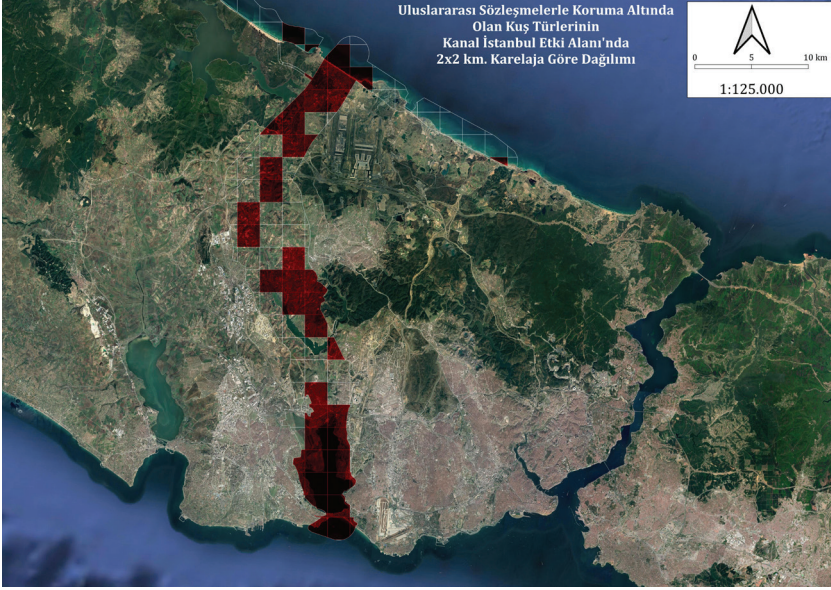 Uluslararası Sözleşmelerle Koruma Altında
Olan Kuş Türlerinin
Kanal İstanbul Etki Alanı'nda
2x2 km. Karelaja Göre Dağılımı
0 5 10 km
1:125.000